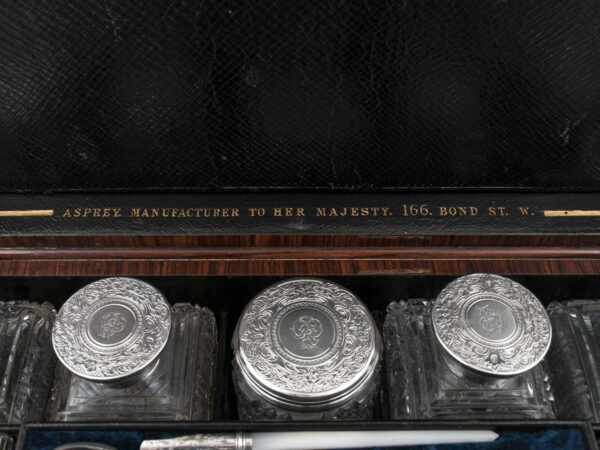 ASPREY. MANUFACTURER TO HER MAJESTY. 166. BOND ST. W.